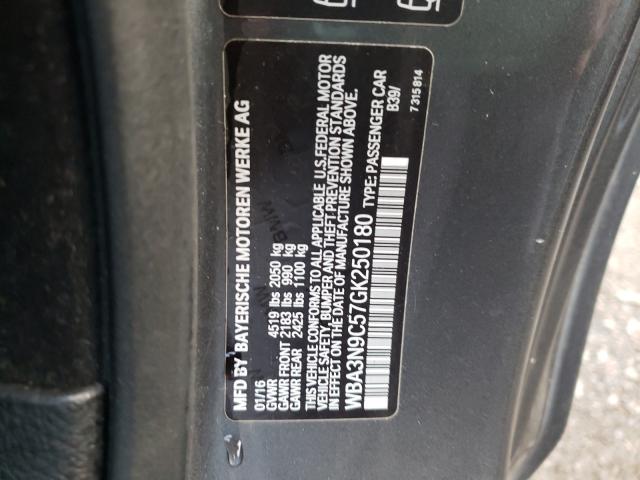 MFD BY BAYERISCHE MOTOREN WERKE AG
01/16
GVWR 4519 lbs 2050 kg
GAWR FRONT 2183 lbs 990 kg
GAWR REAR 2425 lbs 1100 kg
THIS VEHICLE CONFORMS TO ALL APPLICABLE U.S.FEDERAL MOTOR
VEHICLE SAFETY, BUMPER AND THEFT PREVENTION STANDARDS
IN EFFECT ON THE DATE OF MANUFACTURE SHOWN ABOVE.
WBA3N9C57GK250180 TYPE: PASSENGER CAR
B39/
7315814